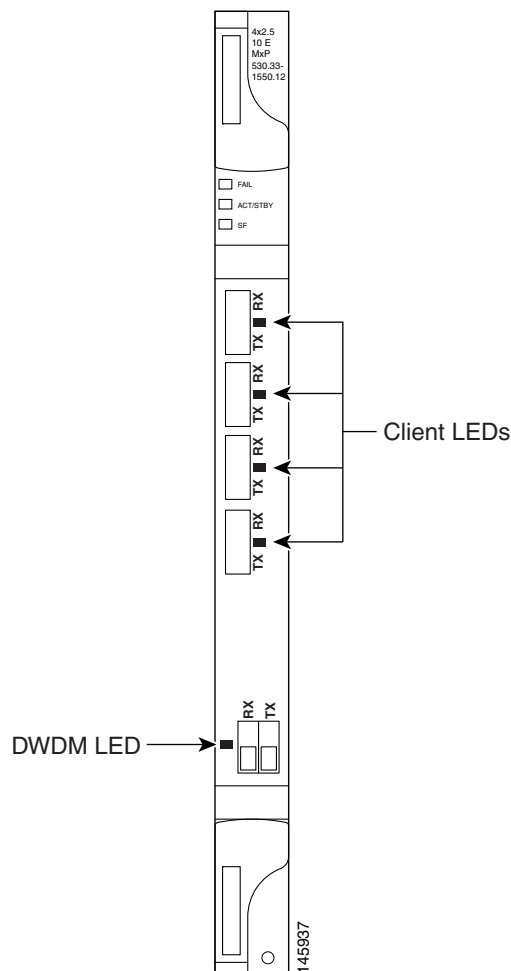 4x2.5
10 E
MxP
530.33-
1550.12
FAIL
ACT/STBY
SF
RX
TX
RX
TX
Client LEDs
RX
TX
RX
TX
RX
TX
DWDM LED
145937